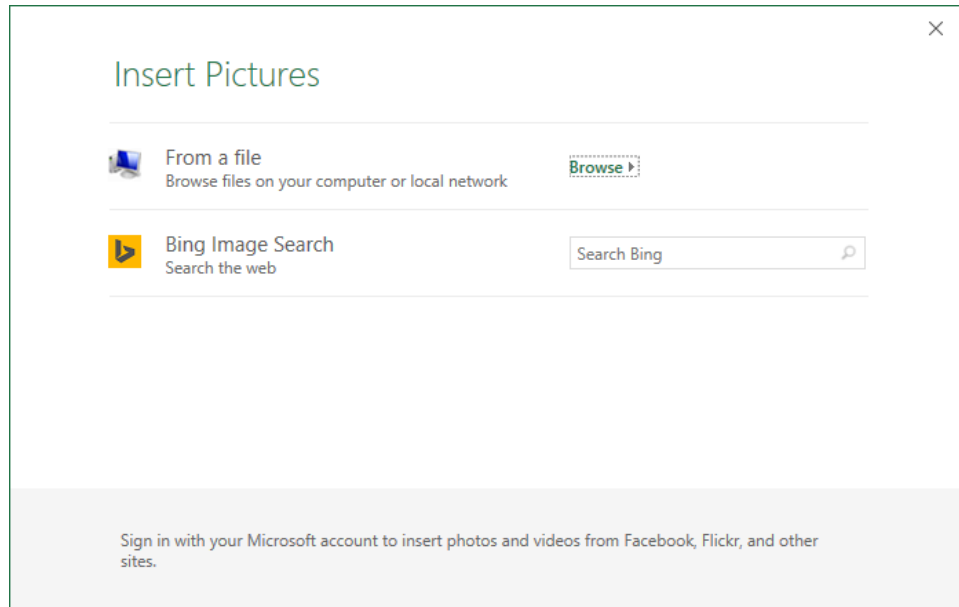 Insert Pictures
From a file
Browse files on your computer or local network
Browse
Bing Image Search
Search the web
Search Bing
Sign in with your Microsoft account to insert photos and videos from Facebook, Flickr, and other
sites.